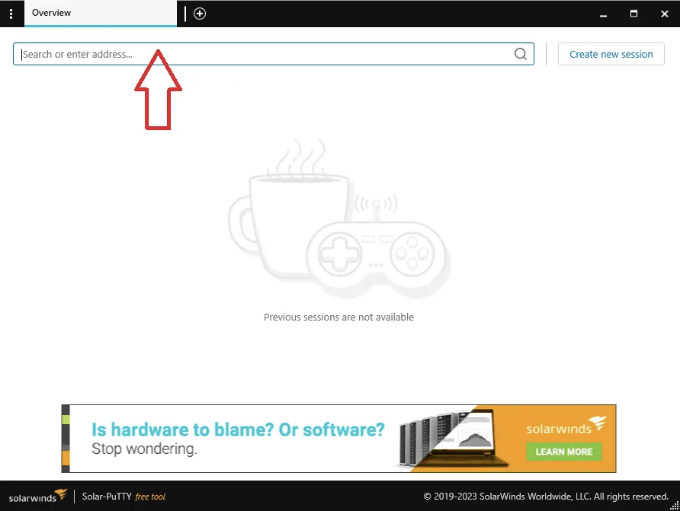 Overview
Search or enter address...
Create new session
Previous sessions are not available
Is hardware to blame? Or software?
Stop wondering.
solarwinds
LEARN MORE
solarwinds Solar-PuTTY free tool
© 2019-2023 SolarWinds Worldwide, LLC. All rights reserved.